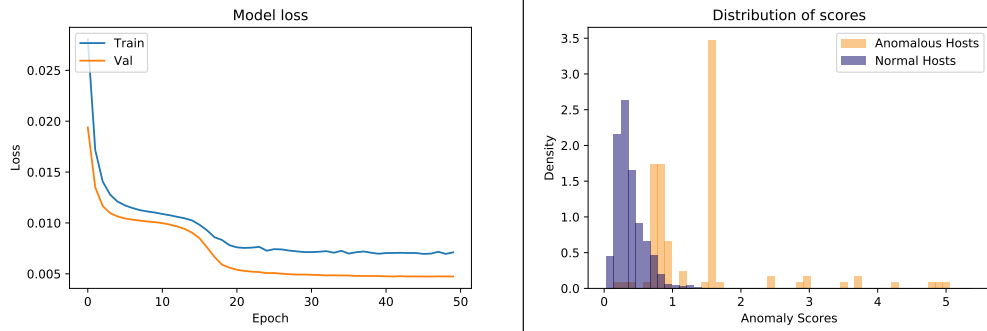 Model loss
Train
Val
0.025
0.020
0.015
0.010
0.005
Loss
0 10 20 30 40 50
Epoch
Distribution of scores
Anomalous Hosts
Normal Hosts
3.5
3.0
2.5
2.0
1.5
1.0
0.5
0.0
Density
0 1 2 3 4 5
Anomaly Scores